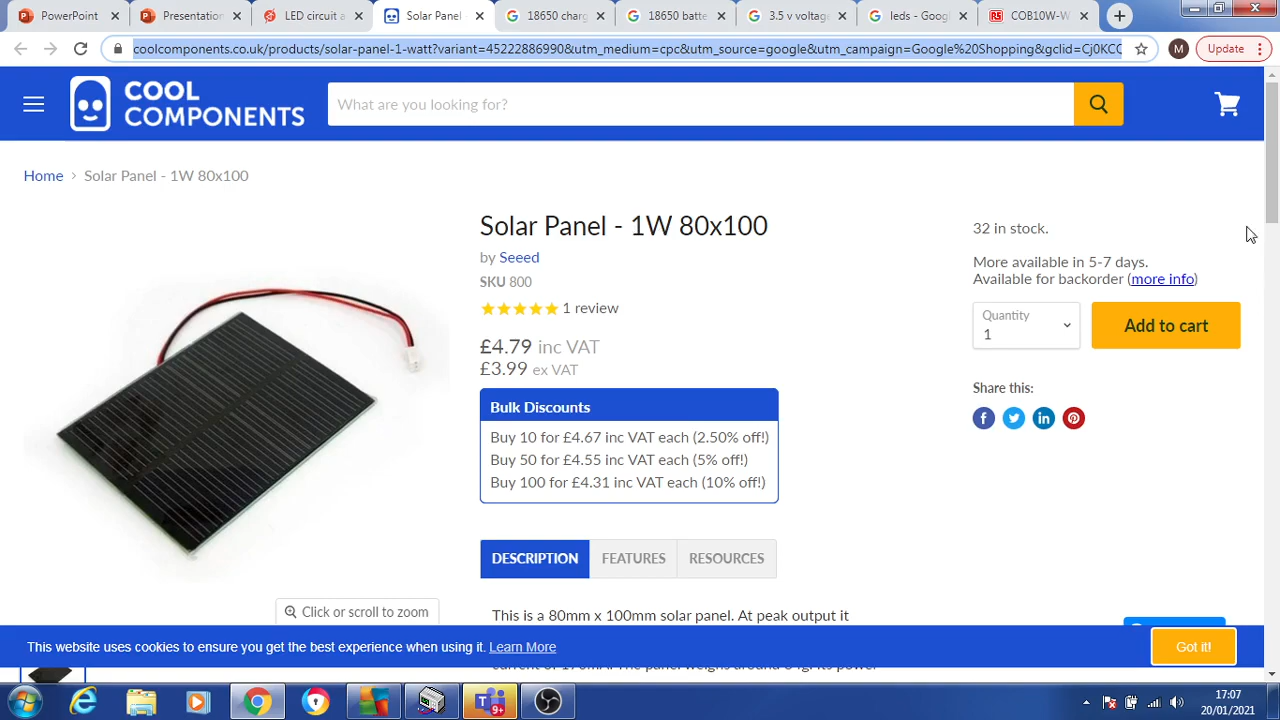 PowerPoint
Presentation
LED circuit a
Solar Panel -
18650 charg
18650 batte
3.5 v voltage
leds - Goog
COB10W-W
coolcomponents.co.uk/products/solar-panel-1-watt?variant=45222886990&utm_medium=cpc&utm_source=google&utm_campaign=Google%20Shopping&gclid=Cj0KCC
M
Update
COOL
COMPONENTS
What are you looking for?
Home > Solar Panel - 1W 80x100
Solar Panel - 1W 80x100
by Seeed
SKU 800
1 review
£4.79 inc VAT
£3.99 ex VAT
Bulk Discounts
Buy 10 for £4.67 inc VAT each (2.50% off!)
Buy 50 for £4.55 inc VAT each (5% off!)
Buy 100 for £4.31 inc VAT each (10% off!)
32 in stock.
More available in 5-7 days.
Available for backorder (more info)
Quantity
1
Add to cart
Share this:
DESCRIPTION
FEATURES
RESOURCES
Click or scroll to zoom
This is a 80mm x 100mm solar panel. At peak output it
This website uses cookies to ensure you get the best experience when using it. Learn More
Got it!
9+
17:07
20/01/2021